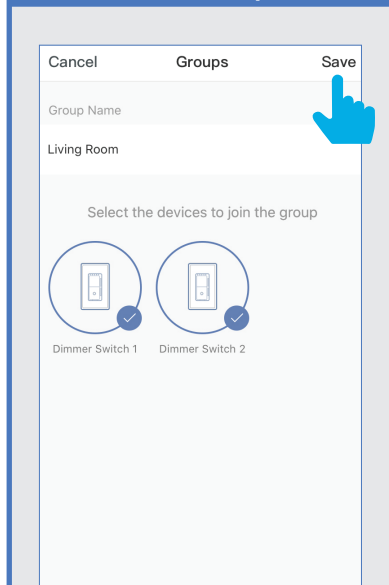 Cancel Groups Save
Group Name
Living Room
Select the devices to join the group
Dimmer Switch 1 Dimmer Switch 2